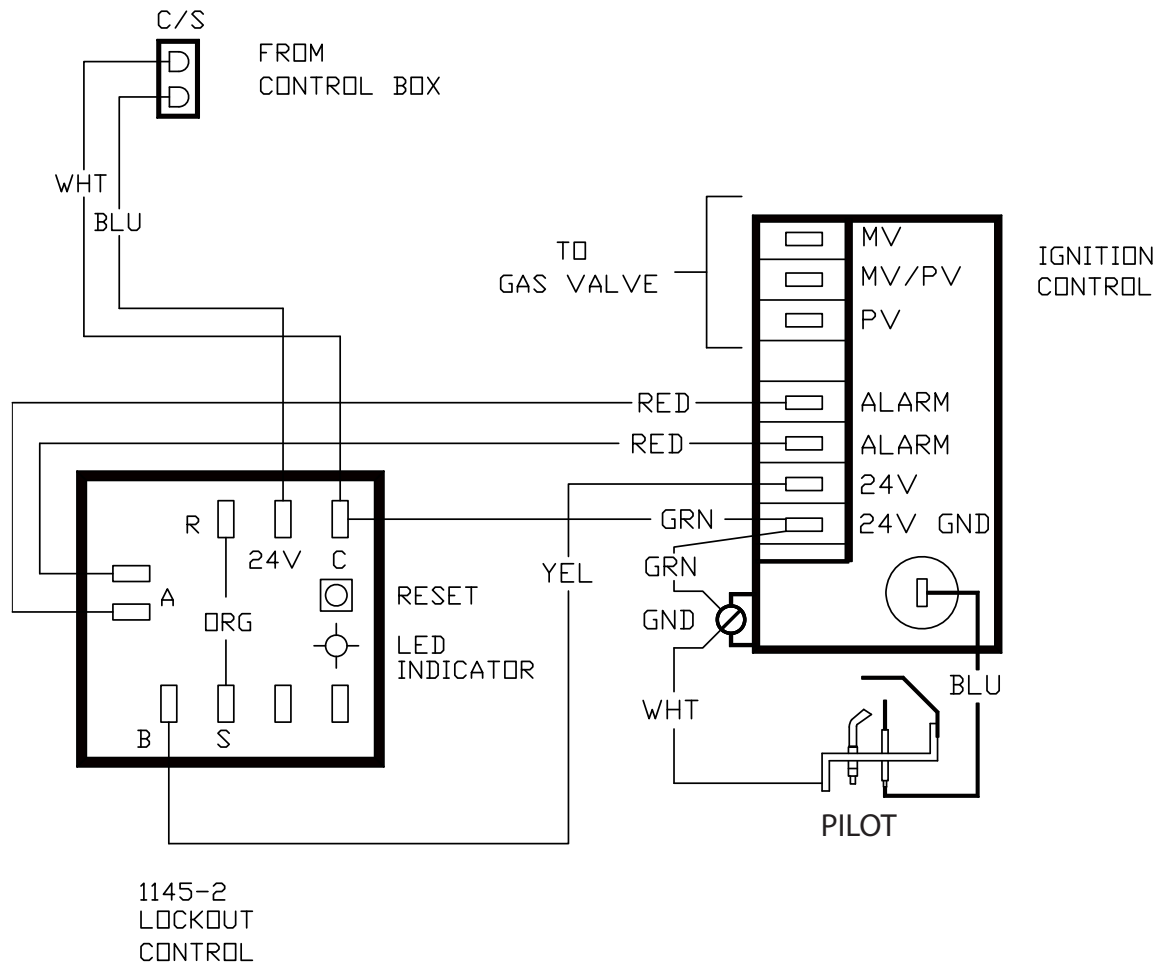 C/S
FROM
CONTROL BOX
WHT
BLU
TO
GAS VALVE
MV
MV/PV
PV
IGNITION
CONTROL
RED
ALARM
RED
ALARM
24V
GRN
24V GND
R
24V
C
YEL
GRN
A
RESET
ORG
GND
LED
INDICATOR
BLU
WHT
B
S
PILOT
1145-2
LOCKOUT
CONTROL